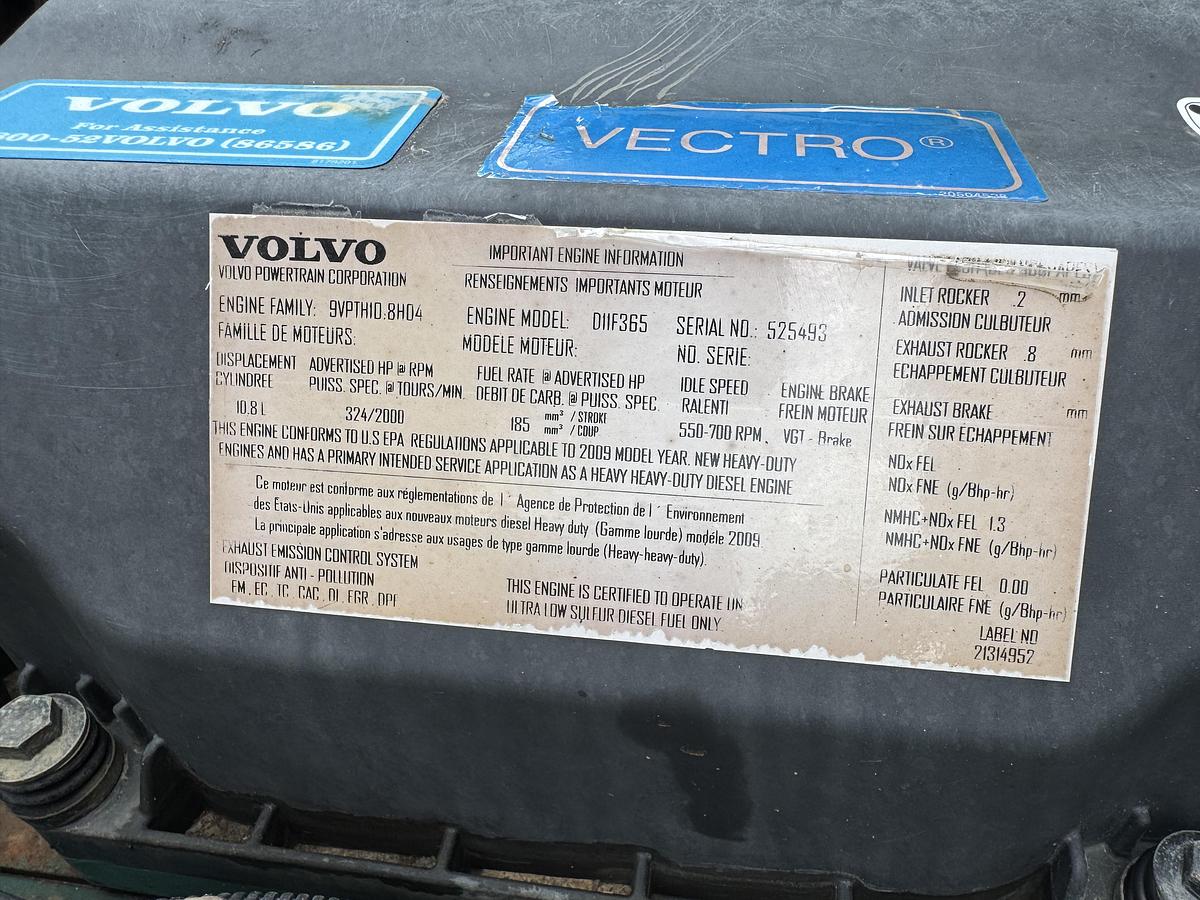 VOLVO
For Assistance
800-52VOLVO (86586)
8179201
VECTRO®
20504538
VOLVO
VOLVO POWERTRAIN CORPORATION
IMPORTANT ENGINE INFORMATION
RENSEIGNEMENTS IMPORTANTS MOTEUR
ENGINE FAMILY: 9VPTH10.8H04
FAMILLE DE MOTEURS:
ENGINE MODEL: D11F365
MODELE MOTEUR:
SERIAL NO.: 525493
NO. SERIE:
DISPLACEMENT
CYLINDREE
10.8 L
ADVERTISED HP @ RPM
PUISS. SPEC. @ TOURS/MIN.
324/2000
FUEL RATE @ ADVERTISED HP
DEBIT DE CARB. @ PUISS. SPEC.
185 mm³ / STROKE
mm³ / COUP
IDLE SPEED
RALENTI
550-700 RPM
ENGINE BRAKE
FREIN MOTEUR
VGT - Brake
THIS ENGINE CONFORMS TO U.S EPA REGULATIONS APPLICABLE TO 2009 MODEL YEAR. NEW HEAVY-DUTY
ENGINES AND HAS A PRIMARY INTENDED SERVICE APPLICATION AS A HEAVY HEAVY-DUTY DIESEL ENGINE
Ce moteur est conforme aux réglementations de l´ Agence de Protection de l´ Environnement
des États-Unis applicables aux nouveaux moteurs diesel Heavy duty (Gamme lourde) modéle 2009.
La principale application s'adresse aux usages de type gamme lourde (Heavy-heavy-duty).
EXHAUST EMISSION CONTROL SYSTEM
DISPOSITIF ANTI - POLLUTION
EM, EC, TC, CAC, DI, EGR, DPF
THIS ENGINE IS CERTIFIED TO OPERATE ON
ULTRA LOW SULFUR DIESEL FUEL ONLY
VALVE
INLET ROCKER .2 mm
ADMISSION CULBUTEUR
EXHAUST ROCKER .8 mm
ECHAPPEMENT CULBUTEUR
EXHAUST BRAKE mm
FREIN SUR ECHAPPEMENT
NOx FEL
NOx FNE (g/Bhp-hr)
NMHC+NOx FEL 1.3
NMHC+NOx FNE (g/Bhp-hr)
PARTICULATE FEL 0.00
PARTICULAIRE FNE (g/Bhp-hr)
LABEL NO
21314952